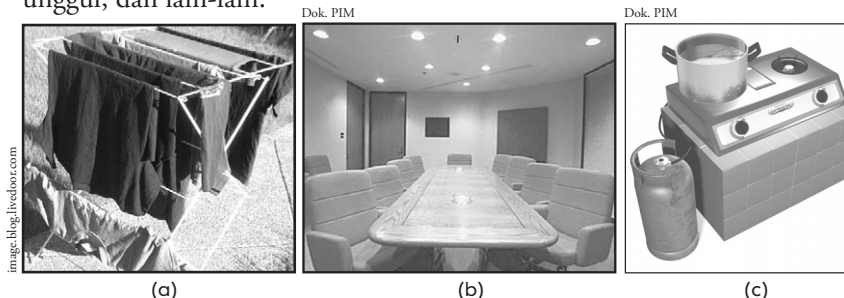 unggul, dan lain-lain.
Dok. PIM
Dok. PIM
image.blog.livedoor.com
(a)
(b)
(c)